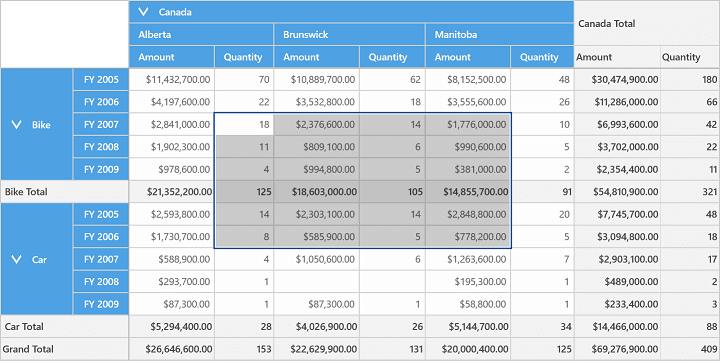 Canada
Canada Total
Alberta Brunswick Manitoba
Amount Quantity Amount Quantity Amount Quantity Amount Quantity
Bike
FY 2005 $11,432,700.00 70 $10,889,700.00 62 $8,152,500.00 48 $30,474,900.00 180
FY 2006 $4,197,600.00 22 $3,532,800.00 18 $3,555,600.00 26 $11,286,000.00 66
FY 2007 $2,841,000.00 18 $2,376,600.00 14 $1,776,000.00 10 $6,993,600.00 42
FY 2008 $1,902,300.00 11 $809,100.00 6 $990,600.00 5 $3,702,000.00 22
FY 2009 $978,600.00 4 $994,800.00 5 $381,000.00 2 $2,354,400.00 11
Bike Total $21,352,200.00 125 $18,603,000.00 105 $14,855,700.00 91 $54,810,900.00 321
Car
FY 2005 $2,593,800.00 14 $2,303,100.00 14 $2,848,800.00 20 $7,745,700.00 48
FY 2006 $1,730,700.00 8 $585,900.00 5 $778,200.00 5 $3,094,800.00 18
FY 2007 $588,900.00 4 $1,050,600.00 6 $1,263,600.00 7 $2,903,100.00 17
FY 2008 $293,700.00 1 $195,300.00 1 $489,000.00 2
FY 2009 $87,300.00 1 $87,300.00 1 $58,800.00 1 $233,400.00 3
Car Total $5,294,400.00 28 $4,026,900.00 26 $5,144,700.00 34 $14,466,000.00 88
Grand Total $26,646,600.00 153 $22,629,900.00 131 $20,000,400.00 125 $69,276,900.00 409